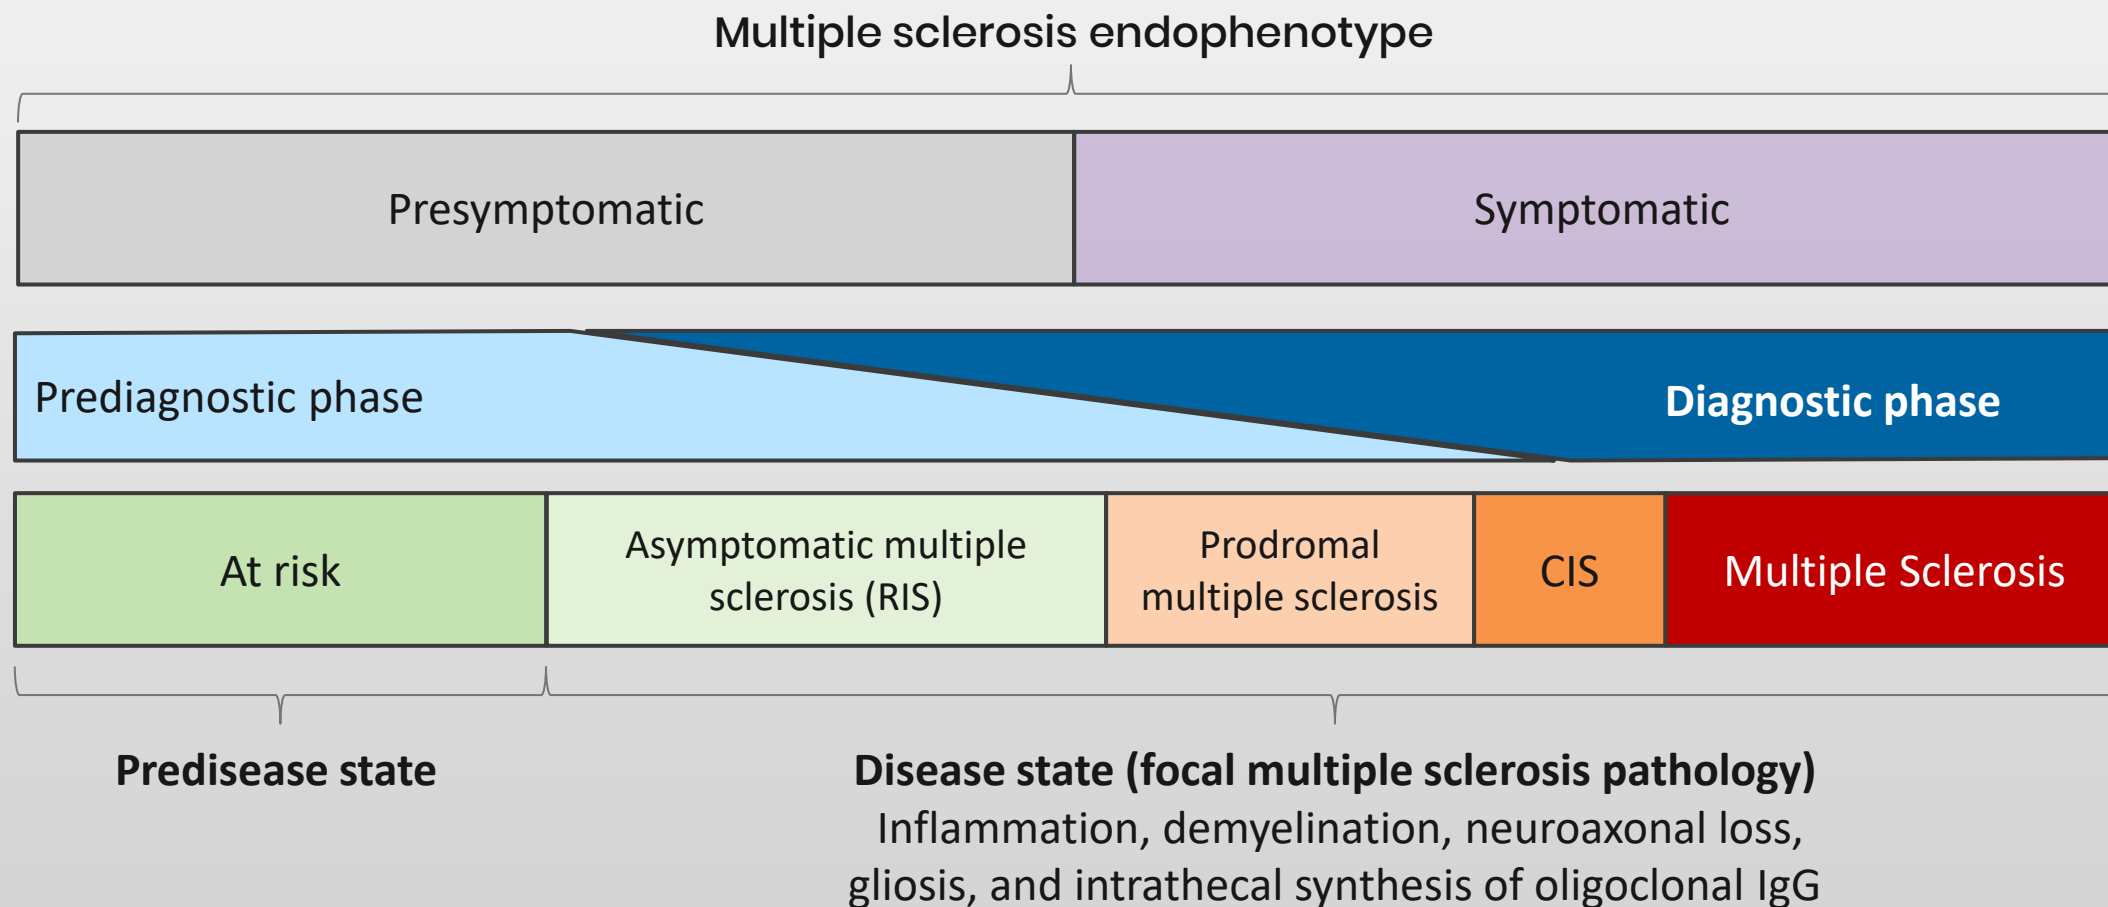 Multiple sclerosis endophenotype
Presymptomatic
Symptomatic
Prediagnostic phase
Diagnostic phase
At risk
Asymptomatic multiple
sclerosis (RIS)
Prodromal
multiple sclerosis
CIS
Multiple Sclerosis
Predisease state
Disease state (focal multiple sclerosis pathology)
Inflammation, demyelination, neuroaxonal loss,
gliosis, and intrathecal synthesis of oligoclonal IgG